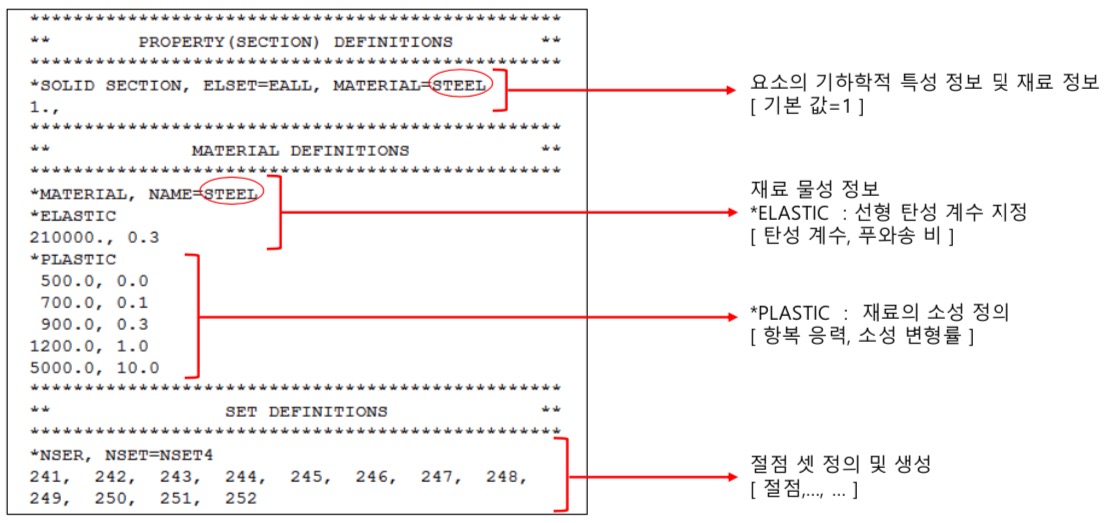 *************************************************
** PROPERTY(SECTION) DEFINITIONS **
*************************************************
*SOLID SECTION, ELSET=EALL, MATERIAL=STEEL
1.,
*************************************************
** MATERIAL DEFINITIONS **
*************************************************
*MATERIAL, NAME=STEEL
*ELASTIC
210000., 0.3
*PLASTIC
500.0, 0.0
700.0, 0.1
900.0, 0.3
1200.0, 1.0
5000.0, 10.0
*************************************************
** SET DEFINITIONS **
*************************************************
*NSER, NSET=NSET4
241, 242, 243, 244, 245, 246, 247, 248,
249, 250, 251, 252
요소의 기하학적 특성 정보 및 재료 정보
[ 기본 값=1 ]
재료 물성 정보
*ELASTIC : 선형 탄성 계수 지정
[ 탄성 계수, 푸와송 비 ]
*PLASTIC : 재료의 소성 정의
[ 항복 응력, 소성 변형률 ]
절점 셋 정의 및 생성
[ 절점,..., ... ]